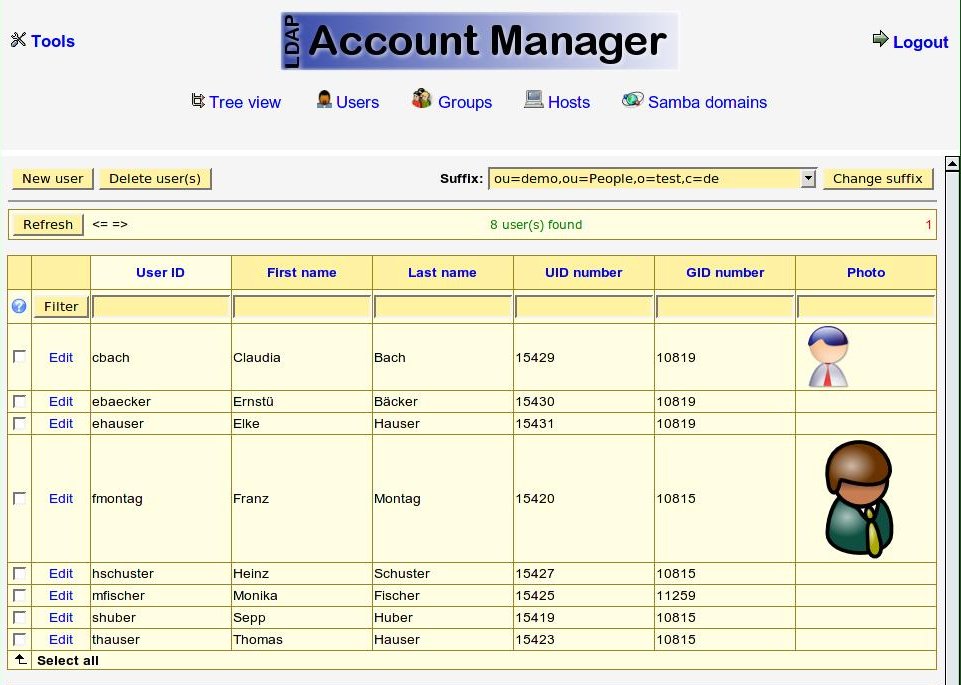 Tools LDAP Account Manager Logout
Tree view Users Groups Hosts Samba domains
New user Delete user(s) Suffix: ou=demo,ou=People,o=test,c=de Change suffix
Refresh <= => 8 user(s) found 1
User ID First name Last name UID number GID number Photo
? Filter
Edit cbach Claudia Bach 15429 10819
Edit ebaecker Ernstü Bäcker 15430 10819
Edit ehauser Elke Hauser 15431 10819
Edit fmontag Franz Montag 15420 10815
Edit hschuster Heinz Schuster 15427 10815
Edit mfischer Monika Fischer 15425 11259
Edit shuber Sepp Huber 15419 10815
Edit thauser Thomas Hauser 15423 10815
Select all